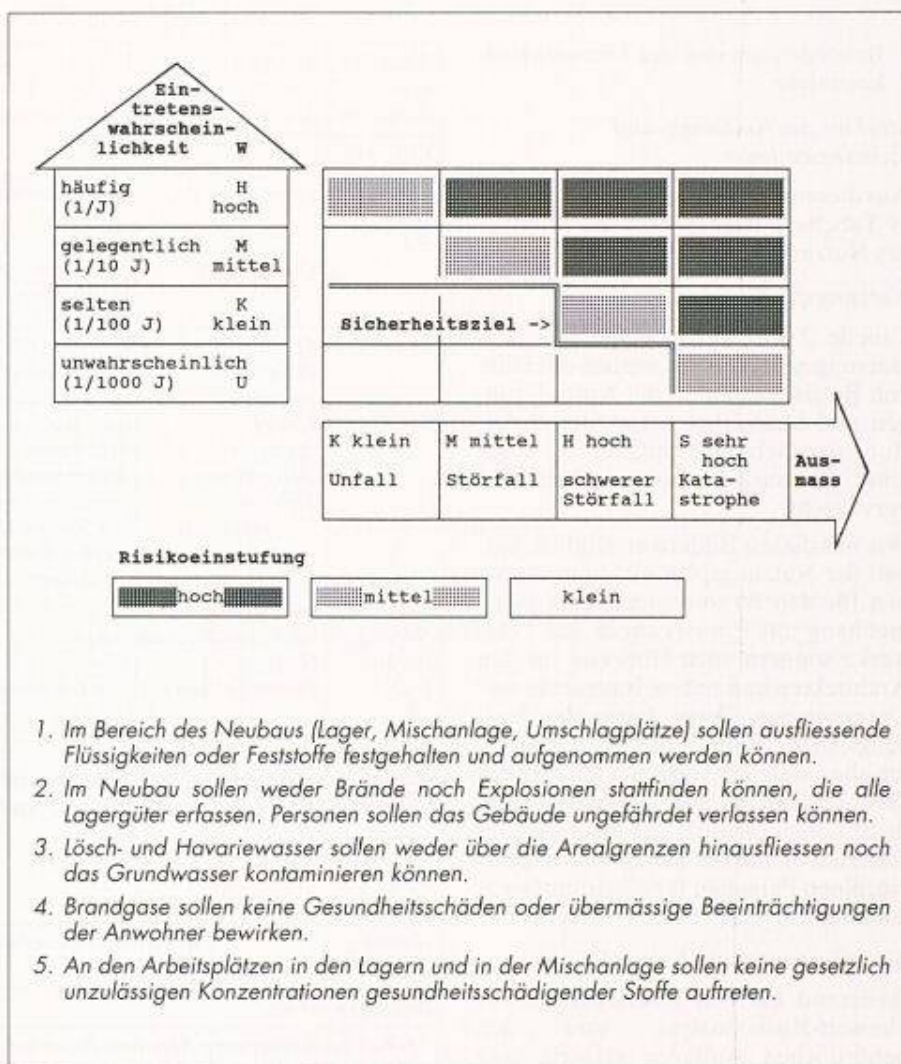 Ein-
tretens-
wahrschein-
lichkeit W
häufig H
(1/J) hoch
gelegentlich M
(1/10 J) mittel
selten K
(1/100 J) klein
unwahrscheinlich
(1/1000 J) U
Sicherheitsziel ->
K klein M mittel H hoch S sehr
hoch Aus-
Unfall Störfall schwerer Kata- mass
Störfall strophe
Risikoeinstufung
hoch mittel klein
1. Im Bereich des Neubaus (Lager, Mischanlage, Umschlagplätze) sollen ausfliessende
Flüssigkeiten oder Feststoffe festgehalten und aufgenommen werden können.
2. Im Neubau sollen weder Brände noch Explosionen stattfinden können, die alle
Lagergüter erfassen. Personen sollen das Gebäude ungefährdet verlassen können.
3. Lösch- und Havariewasser sollen weder über die Arealgrenzen hinausfliessen noch
das Grundwasser kontaminieren können.
4. Brandgase sollen keine Gesundheitsschäden oder übermässige Beeinträchtigungen
der Anwohner bewirken.
5. An den Arbeitsplätzen in den Lagern und in der Mischanlage sollen keine gesetzlich
unzulässigen Konzentrationen gesundheitsschädigender Stoffe auftreten.